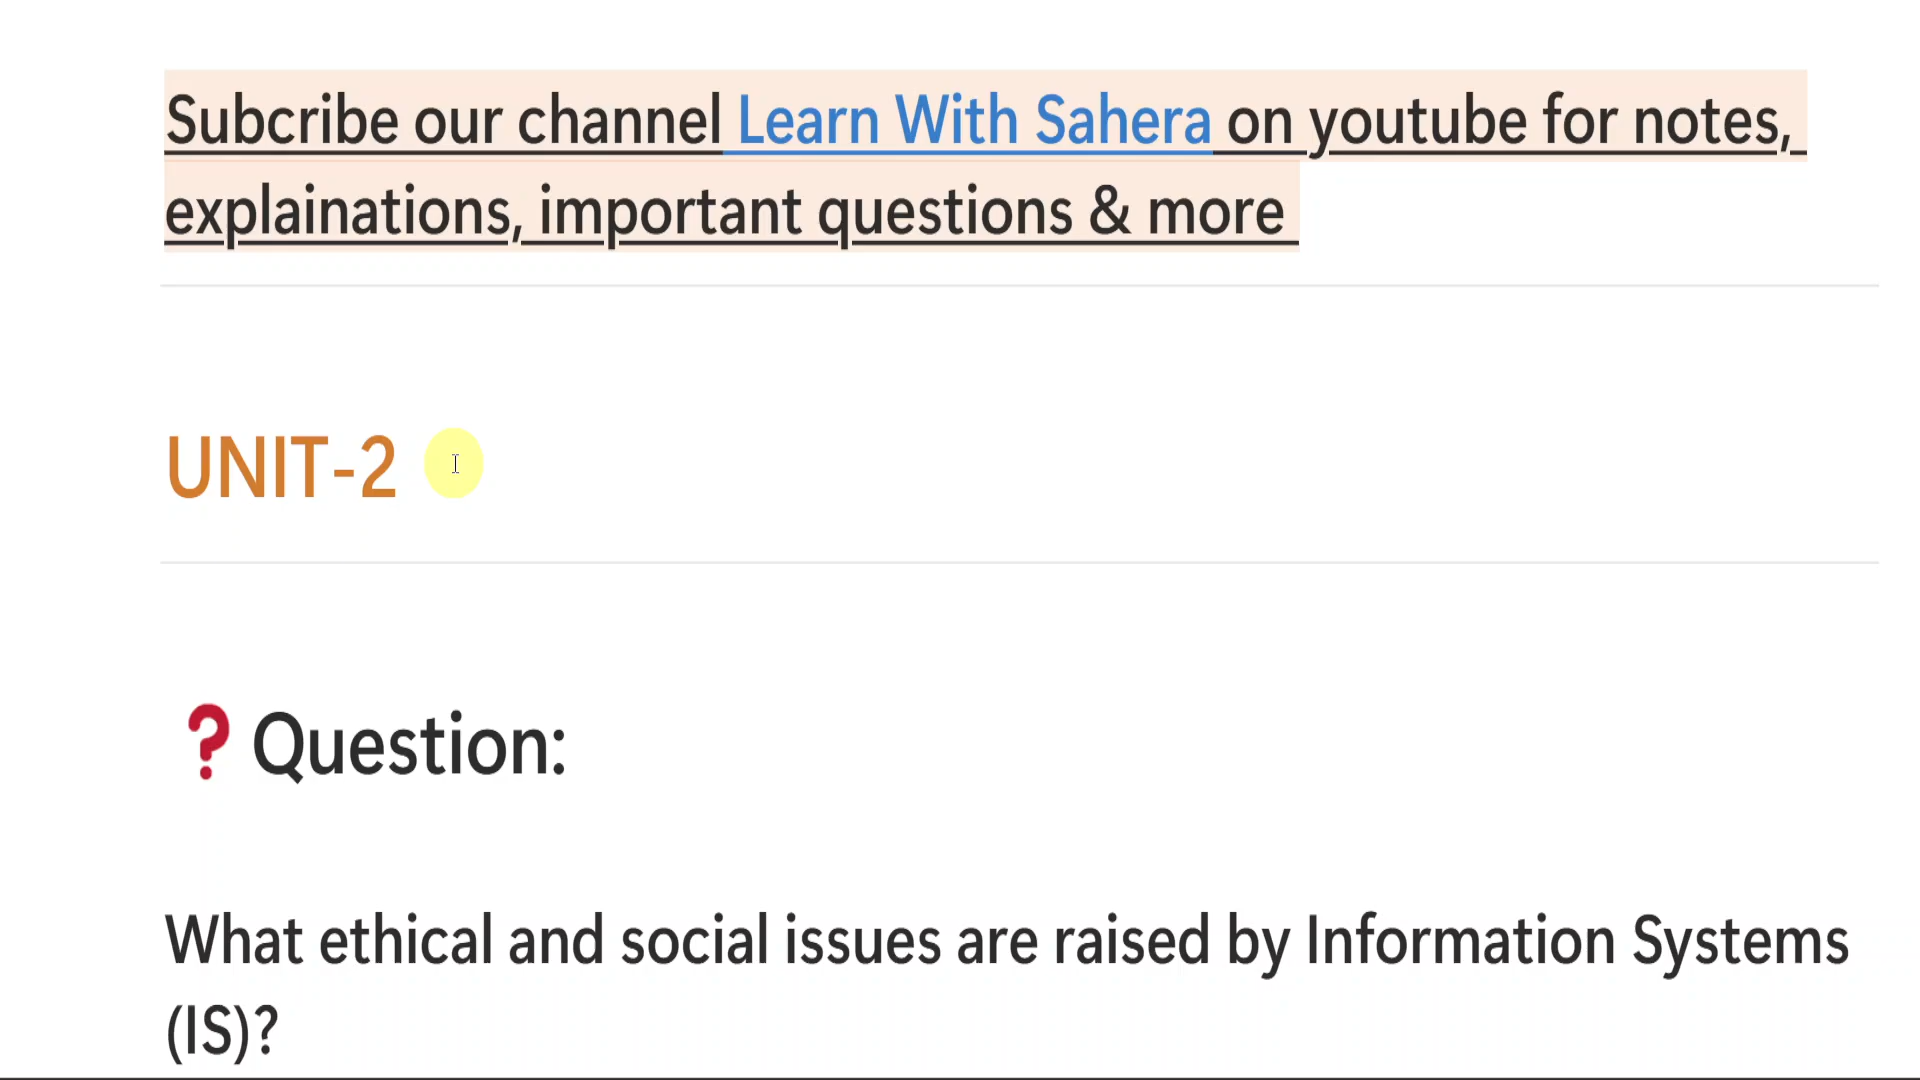 Subcribe our channel Learn With Sahera on youtube for notes,
explainations, important questions & more
UNIT-2
❓Question:
What ethical and social issues are raised by Information Systems
(IS)?